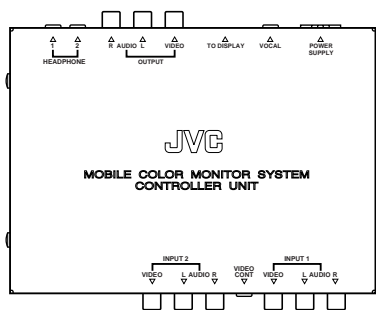 1 2 R AUDIO L VIDEO TO DISPLAY VOCAL POWER SUPPLY
HEADPHONE OUTPUT
JVC
MOBILE COLOR MONITOR SYSTEM
CONTROLLER UNIT
INPUT 2 INPUT 1
VIDEO L AUDIO R VIDEO CONT VIDEO L AUDIO R